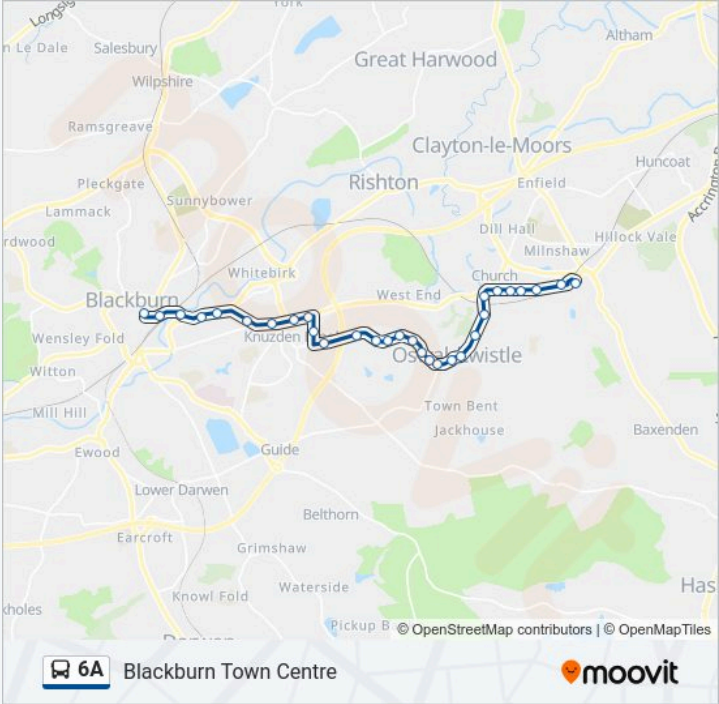 York
Longsig
n Le Dale
Salesbury
Altham
Great Harwood
Wilpshire
Ramsgreave
Clayton-le-Moors
Huncoat
Pleckgate
Rishton
Enfield
Accrington
Sunnybower
Lammack
Dill Hall
Hillock Vale
rdwood
Milnshaw
Whitebirk
Church
Blackburn
West End
Wensley Fold
Knuzden
Witton
Town Bent
Mill Hill
Jackhouse
Baxenden
Ewood
Guide
Lower Darwen
Belthorn
Earcroft
Grimshaw
Waterside
Has
Knowl Fold
kholes
Pickup B
© OpenStreetMap contributors | © OpenMapTiles
6A Blackburn Town Centre
moovit